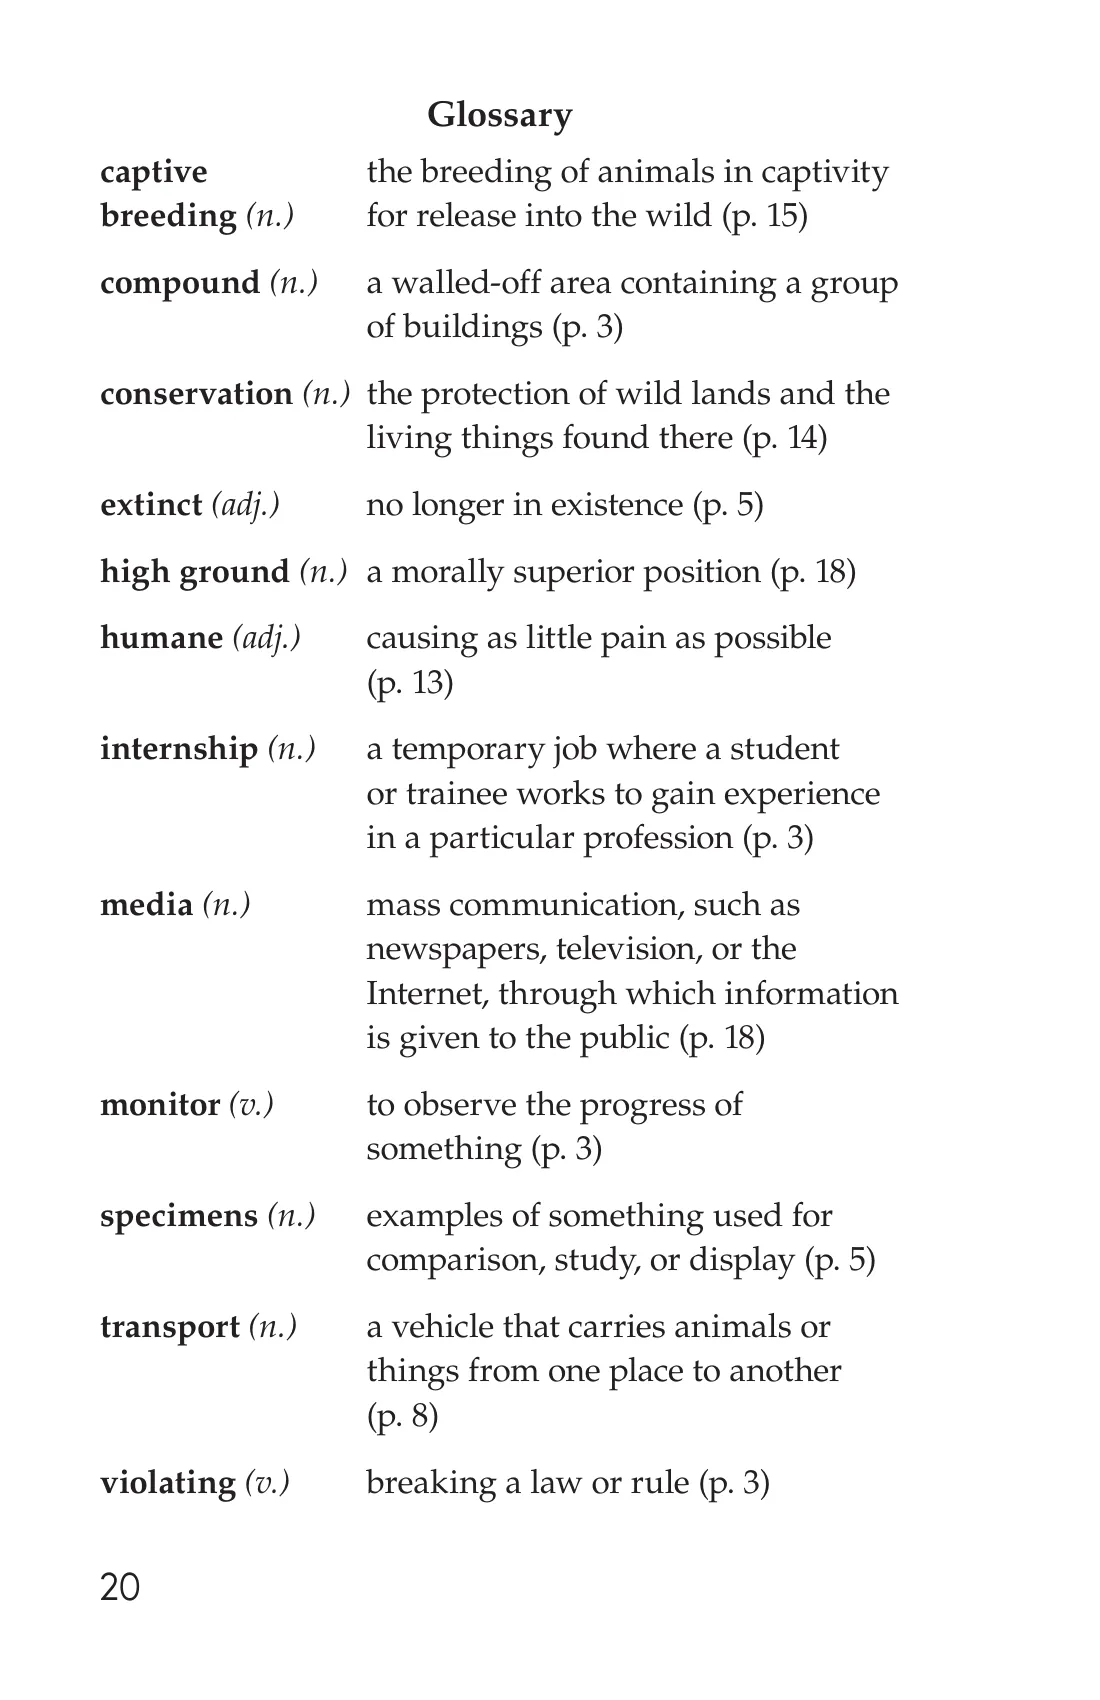 Glossary
captive the breeding of animals in captivity
breeding (n.) for release into the wild (p. 15)
compound (n.) a walled-off area containing a group
of buildings (p. 3)
conservation (n.) the protection of wild lands and the
living things found there (p. 14)
extinct (adj.) no longer in existence (p. 5)
high ground (n.) a morally superior position (p. 18)
humane (adj.) causing as little pain as possible
(p. 13)
internship (n.) a temporary job where a student
or trainee works to gain experience
in a particular profession (p. 3)
media (n.) mass communication, such as
newspapers, television, or the
Internet, through which information
is given to the public (p. 18)
monitor (v.) to observe the progress of
something (p. 3)
specimens (n.) examples of something used for
comparison, study, or display (p. 5)
transport (n.) a vehicle that carries animals or
things from one place to another
(p. 8)
violating (v.) breaking a law or rule (p. 3)
20